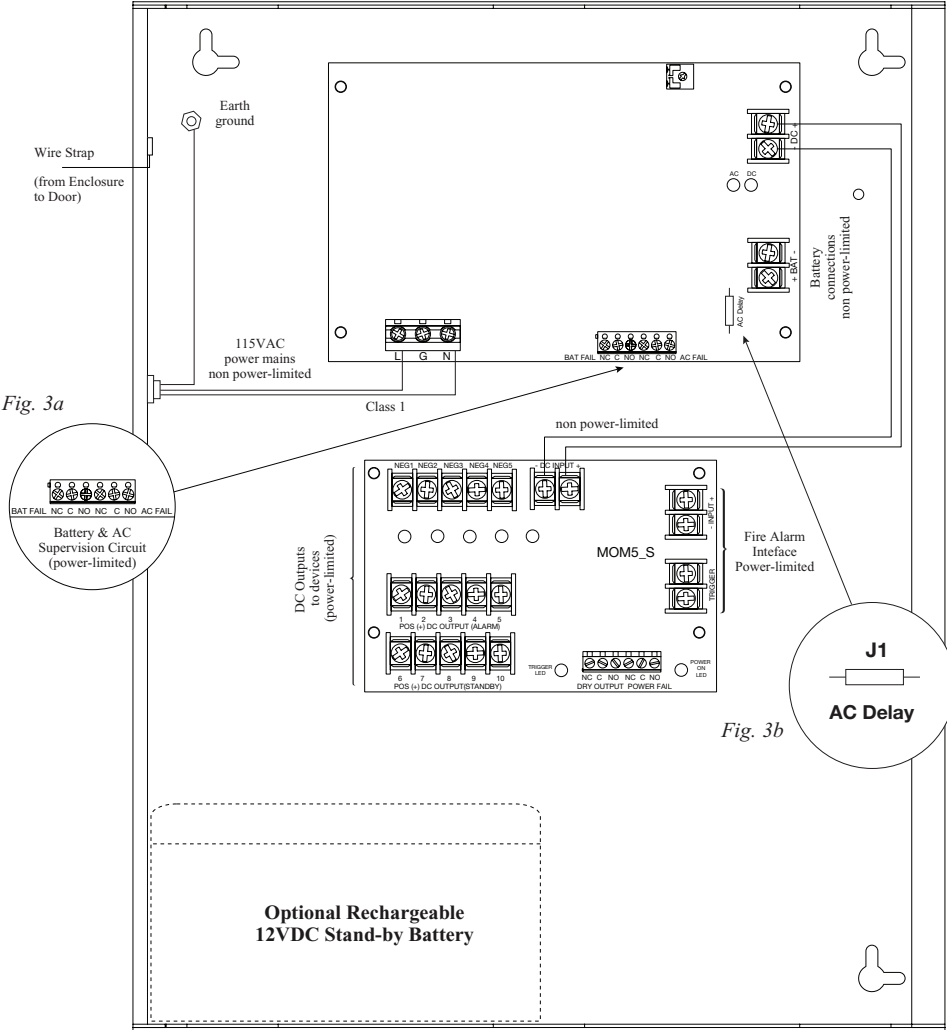 Earth
ground
Wire Strap
(from Enclosure
to Door)
- DC +
AC DC
+ BAT -
Battery
connections
non power-limited
AC Delay
115VAC
power mains
non power-limited
L G N
Class 1
BAT FAIL NC C NO NC C NO AC FAIL
Fig. 3a
BAT FAIL NC C NO NC C NO AC FAIL
Battery & AC
Supervision Circuit
(power-limited)
non power-limited
NEG1 NEG2 NEG3 NEG4 NEG5
- DC INPUT +
- INPUT +
MOM5_S
TRIGGER
Fire Alarm
Inteface
Power-limited
DC Outputs
to devices
(power-limited)
1 2 3 4 5
POS (+) DC OUTPUT (ALARM)
6 7 8 9 10
POS (+) DC OUTPUT(STANDBY)
TRIGGER
LED
NC C NO NC C NO
DRY OUTPUT POWER FAIL
POWER
ON
LED
J1
AC Delay
Fig. 3b
Optional Rechargeable
12VDC Stand-by Battery